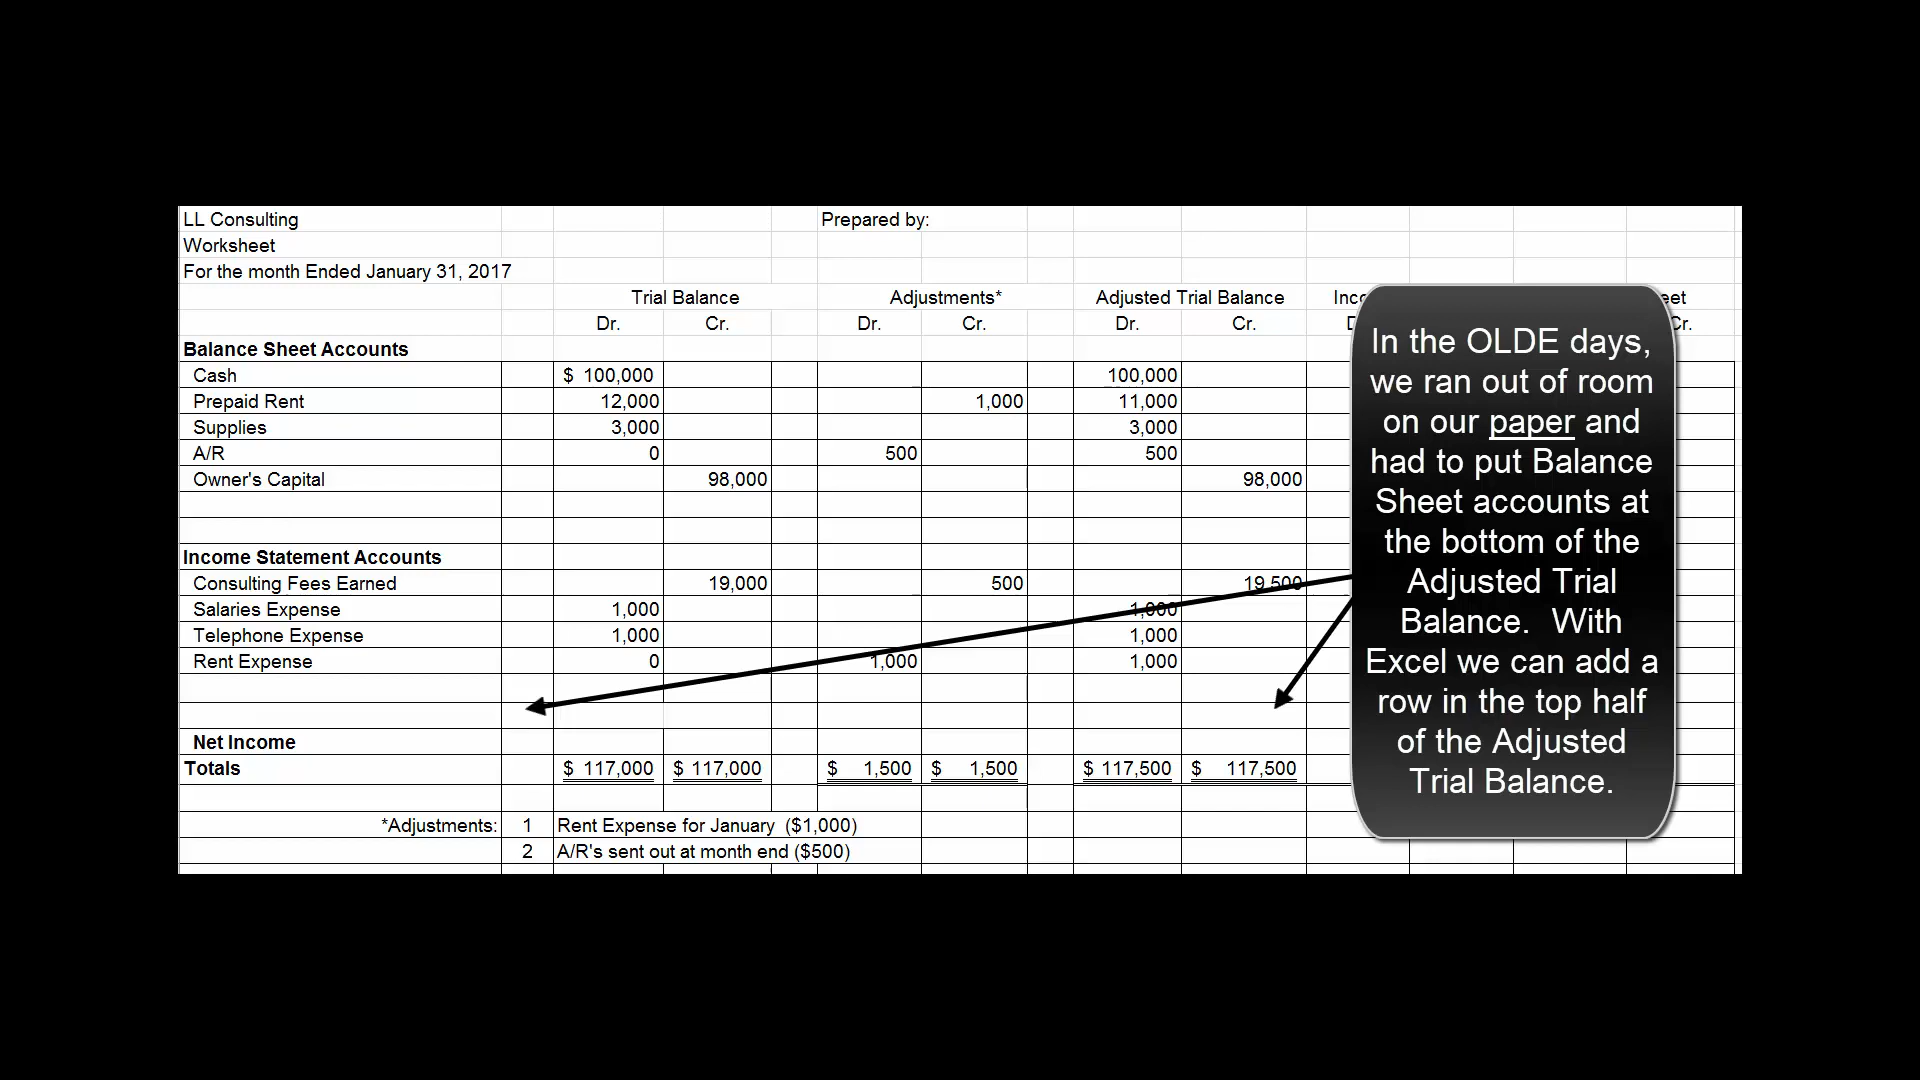 LL Consulting Prepared by:
Worksheet
For the month Ended January 31, 2017
Trial Balance Adjustments* Adjusted Trial Balance
Dr. Cr. Dr. Cr. Dr. Cr. Cr.
Balance Sheet Accounts
Cash $ 100,000 100,000
Prepaid Rent 12,000 1,000 11,000
Supplies 3,000 3,000
A/R 0 500 500
Owner's Capital 98,000 98,000
Income Statement Accounts
Consulting Fees Earned 19,000 500 19,500
Salaries Expense 1,000 1,000
Telephone Expense 1,000 1,000
Rent Expense 0 1,000 1,000
Net Income
Totals $ 117,000 $ 117,000 $ 1,500 $ 1,500 $ 117,500 $ 117,500
*Adjustments: 1 Rent Expense for January ($1,000)
2 A/R's sent out at month end ($500)
In the OLDE days,
we ran out of room
on our paper and
had to put Balance
Sheet accounts at
the bottom of the
Adjusted Trial
Balance. With
Excel we can add a
row in the top half
of the Adjusted
Trial Balance.